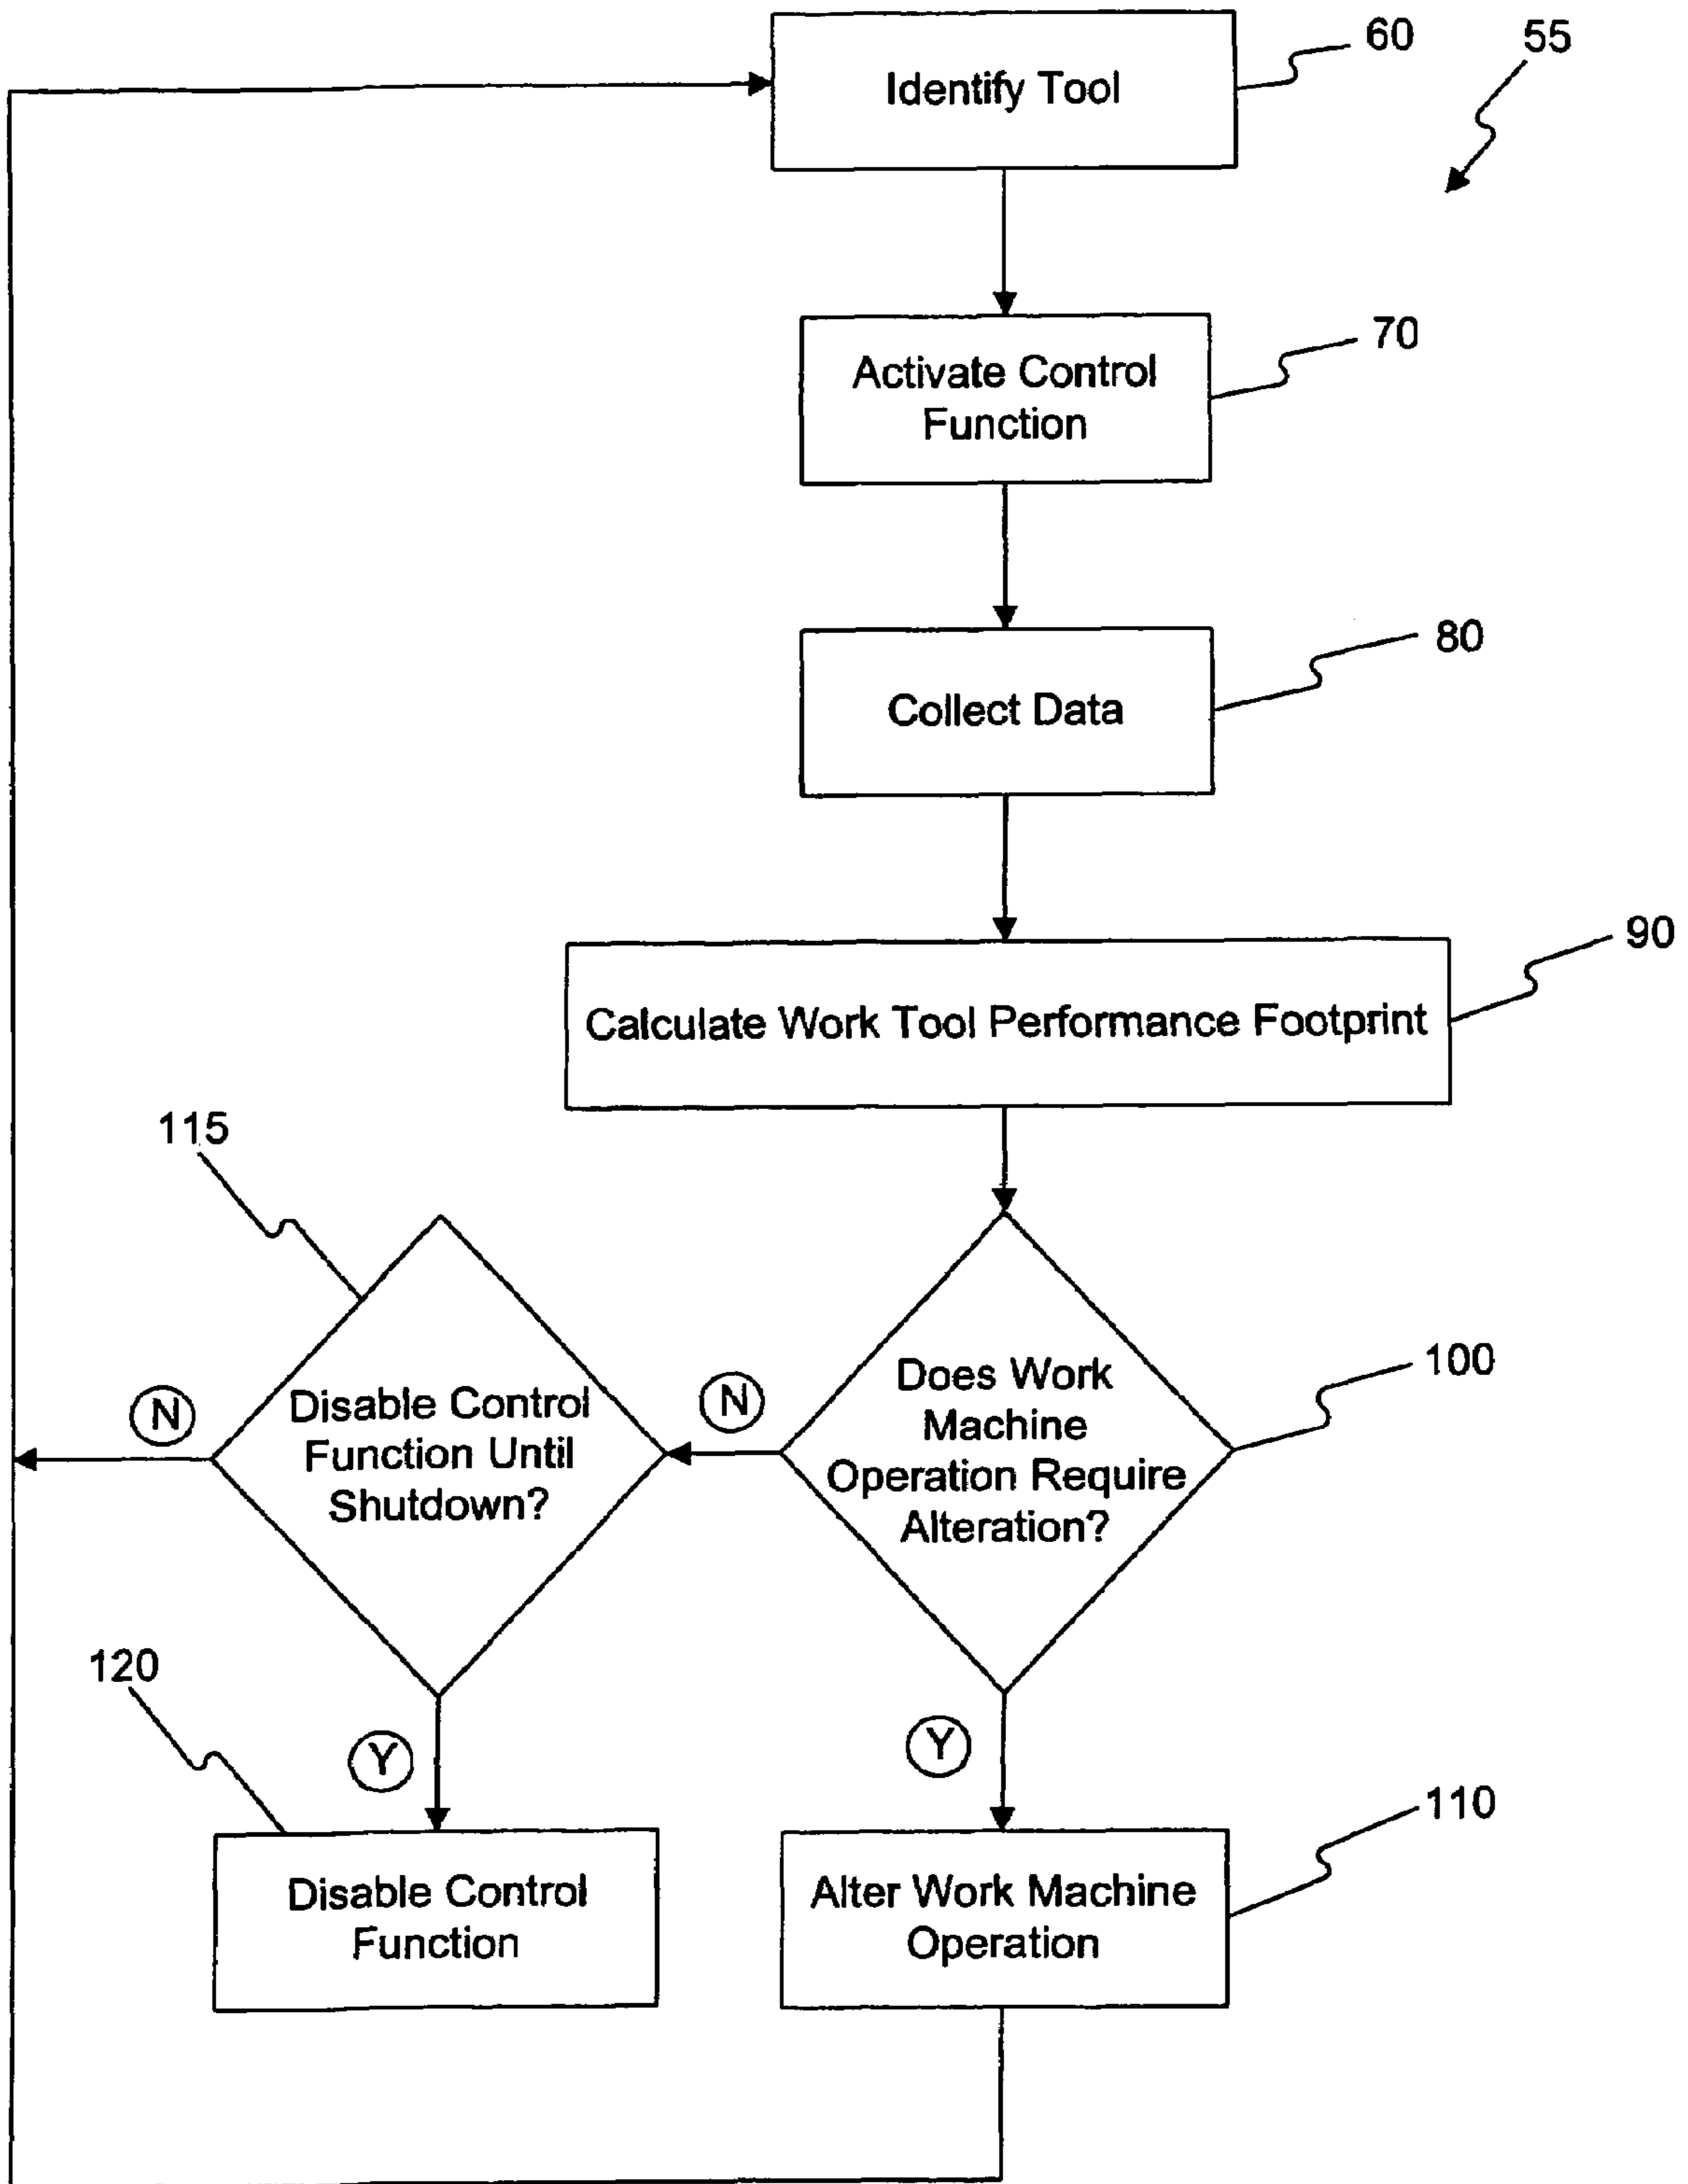 60
55
Identify Tool
70
Activate Control
Function
80
Collect Data
90
Calculate Work Tool Performance Footprint
115
100
Does Work
Machine
Operation Require
Alteration?
N
Disable Control
Function Until
Shutdown?
N
120
Y
Y
110
Disable Control
Function
Alter Work Machine
Operation